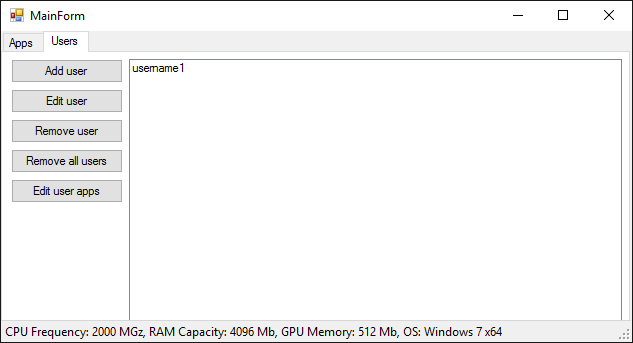 MainForm
Apps Users
Add user
Edit user
Remove user
Remove all users
Edit user apps
username1
CPU Frequency: 2000 MGz, RAM Capacity: 4096 Mb, GPU Memory: 512 Mb, OS: Windows 7 x64